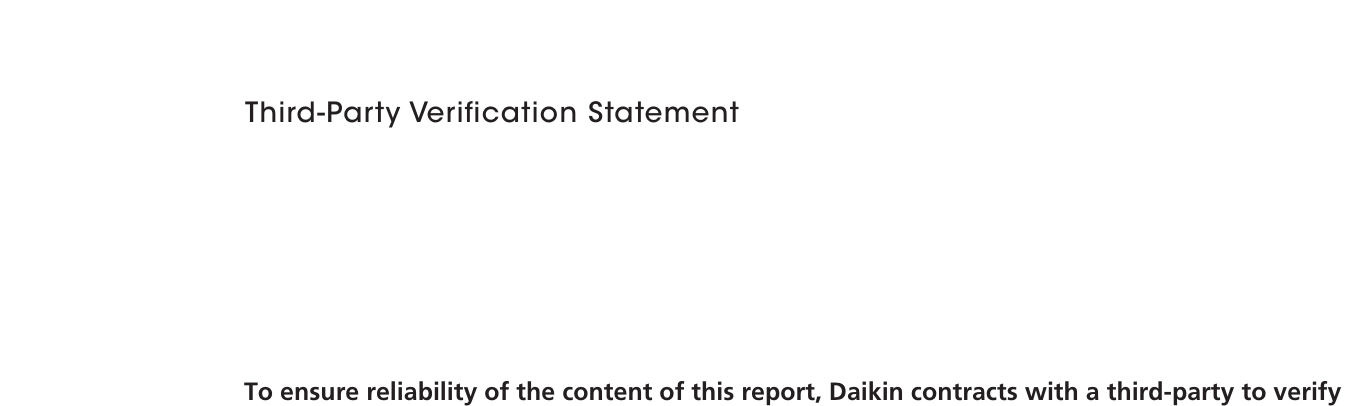 Third-Party Verification Statement
To ensure reliability of the content of this report, Daikin contracts with a third-party to verify